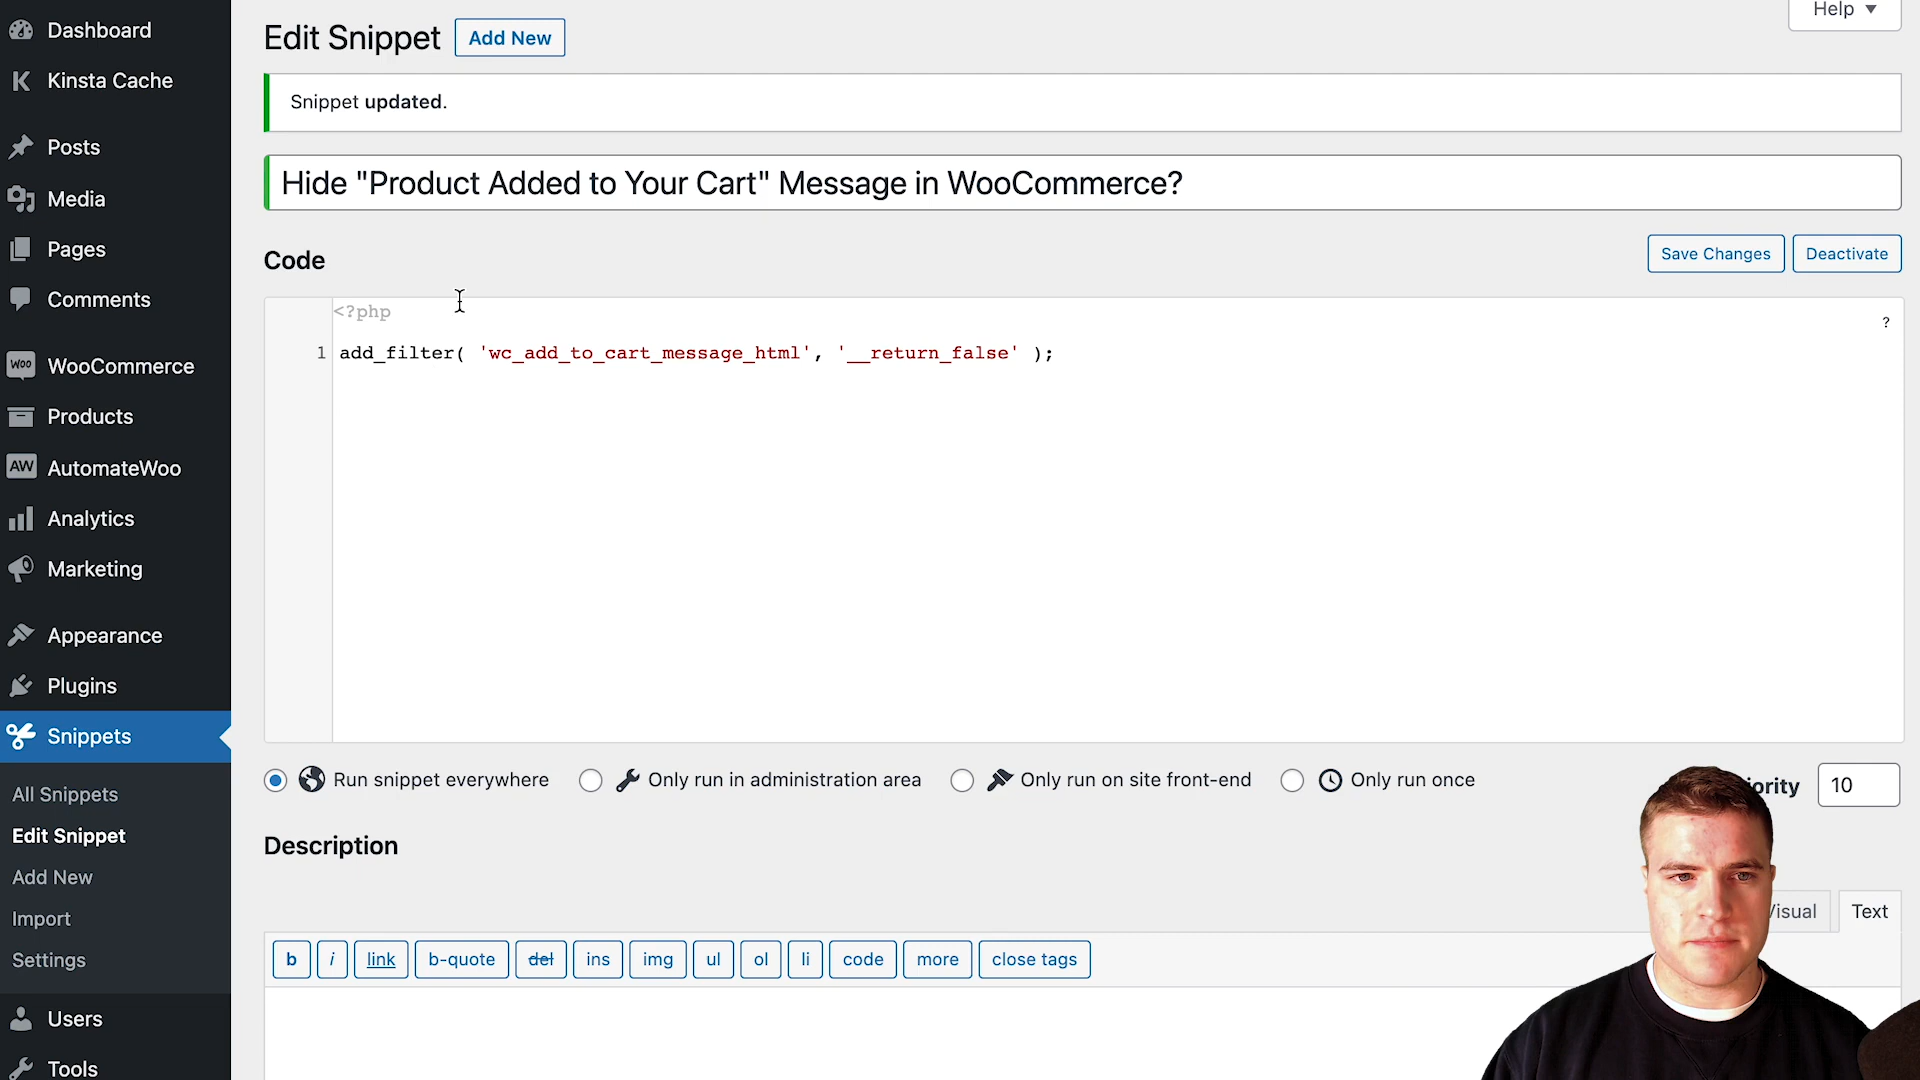 Dashboard
Kinsta Cache
Posts
Media
Pages
Comments
WOO WooCommerce
Products
AW AutomateWoo
Analytics
Marketing
Appearance
Plugins
Snippets
All Snippets
Edit Snippet
Add New
Import
Settings
Users
Tools
Help
Edit Snippet Add New
Snippet updated.
Hide "Product Added to Your Cart" Message in WooCommerce?
Code
Save Changes Deactivate
<?php
?
1 add_filter( 'wc_add_to_cart_message_html', '__return_false' );
Run snippet everywhere Only run in administration area Only run on site front-end Only run once
10
Description
Text
b i link b-quote del ins img ul ol li code more close tags